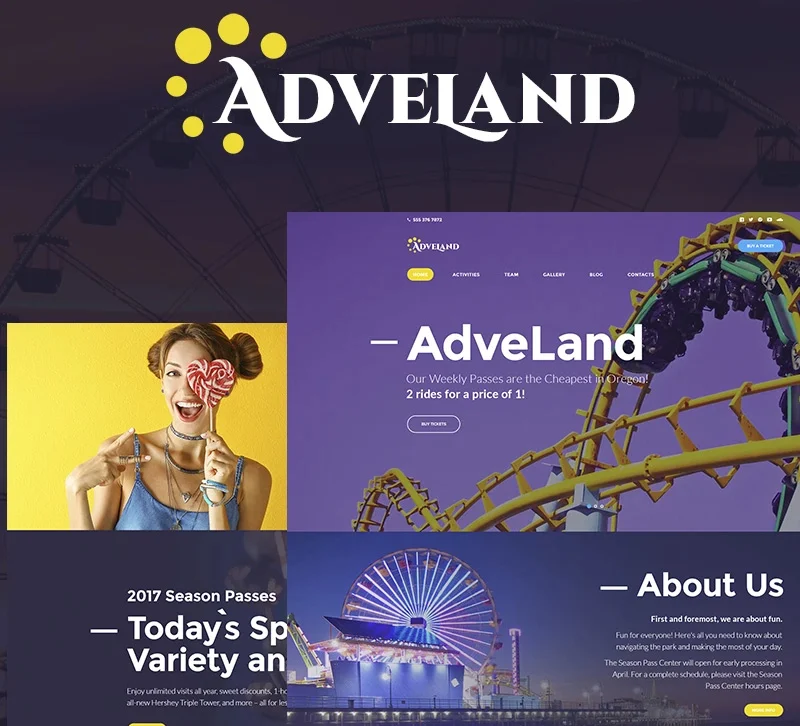 ADVELAND
555 376 7073
ADVELAND
BUY A TICKET
HOME
ACTIVITIES
TEAM
GALLERY
BLOG
CONTACTS
— AdveLand
Our Weekly Passes are the Cheapest in Oregon!
2 rides for a price of 1!
BUY TICKETS
2017 Season Passes
— Today`s Sp
Variety an
Enjoy unlimited visits all year, sweet discounts, 1-ho
all-new Hershey Triple Tower, and more – all for les
— About Us
First and foremost, we are about fun.
Fun for everyone! Here's all you need to know about
navigating the park and making the most of your day.
The Season Pass Center will open for early processing in
April. For a complete schedule, please visit the Season
Pass Center hours page.
MORE INFO